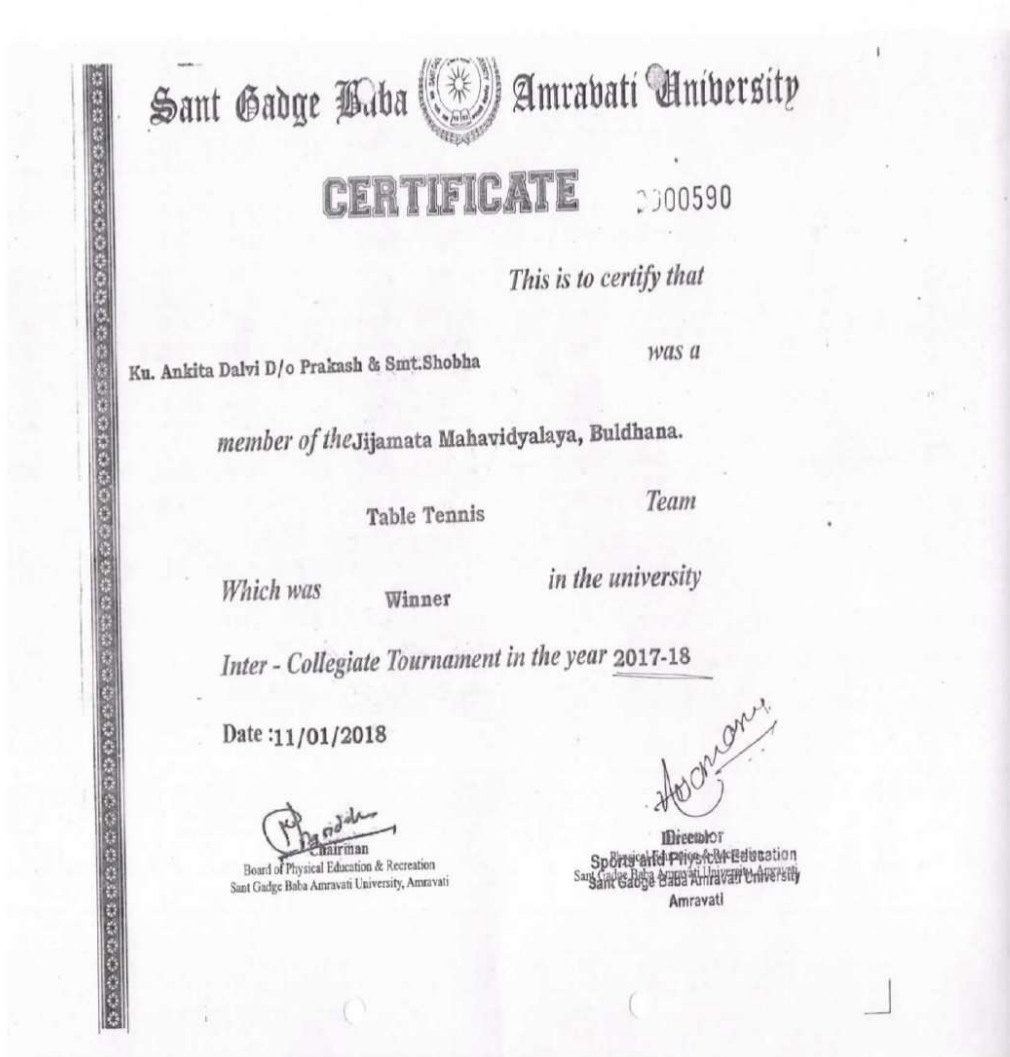 Sant Gadge Baba Amravati University
CERTIFICATE
00590
This is to certify that
Ku. Ankita Dalvi D/o Prakash & Smt.Shobha was a
member of the Jijamata Mahavidyalaya, Buldhana.
Table Tennis Team
Which was Winner in the university
Inter - Collegiate Tournament in the year 2017-18
Date :11/01/2018
Chairman
Board of Physical Education & Recreation
Sant Gadge Baba Amravati University, Amravati
Director
Sports and Physical Education
Sant Gadge Baba Amravati University
Amravati